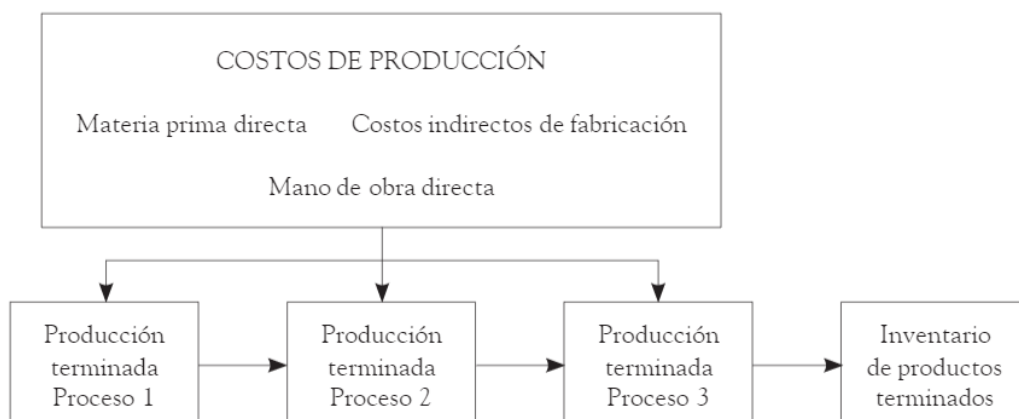 COSTOS DE PRODUCCIÓN
Materia prima directa Costos indirectos de fabricación
Mano de obra directa
Producción
terminada
Proceso 1
Producción
terminada
Proceso 2
Producción
terminada
Proceso 3
Inventario
de productos
terminados